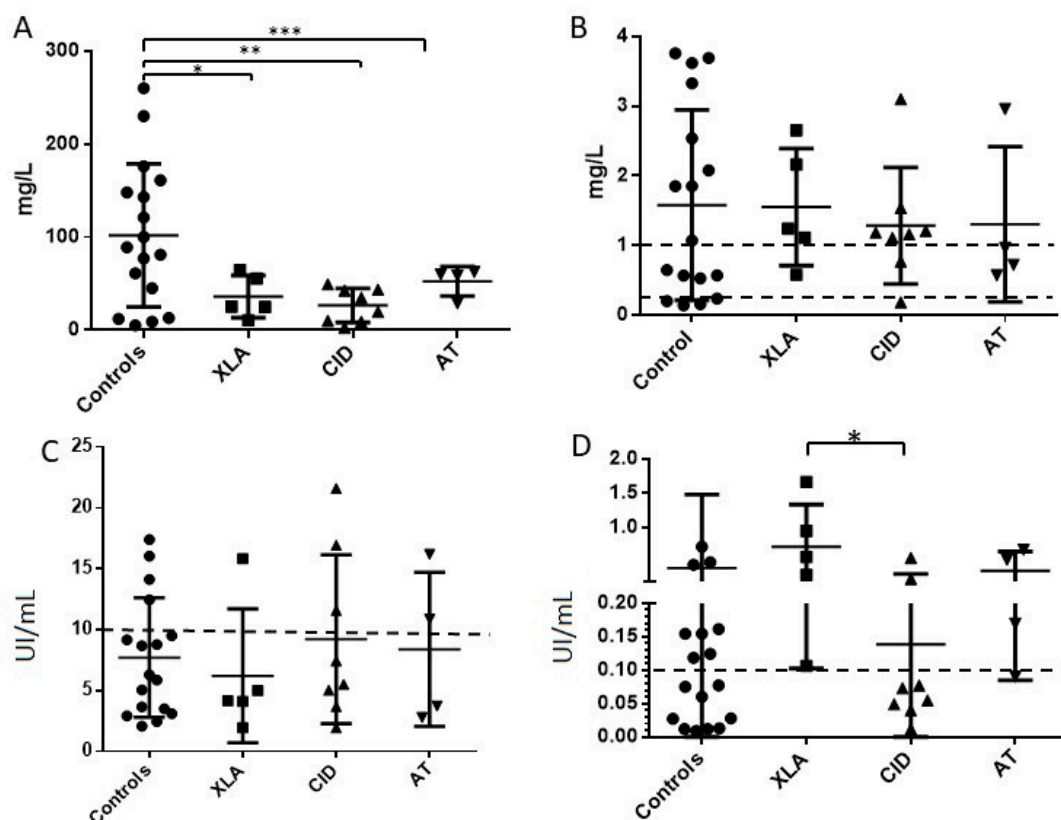 A
***
**
*
300
200
100
0
mg/L
Controls
XLA
CID
AT
B
4
3
2
1
0
mg/L
Control
XLA
CID
AT
C
25
20
15
10
5
0
UI/mL
Controls
XLA
CID
AT
D
*
2.0
1.5
1.0
0.20
0.15
0.10
0.05
0.00
UI/mL
Controls
XLA
CID
AT